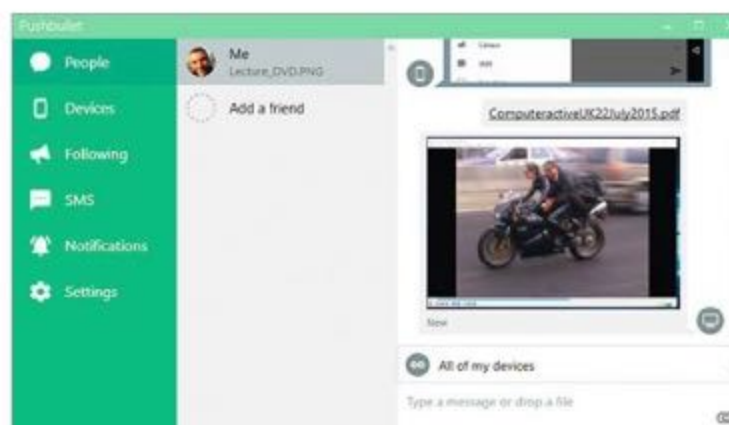 Pushbullet
People
Devices
Following
SMS
Notifications
Settings
Me
Lecture_DVD.PNG
Add a friend
ComputeractiveUK22July2015.pdf
New
All of my devices
Type a message or drop a file